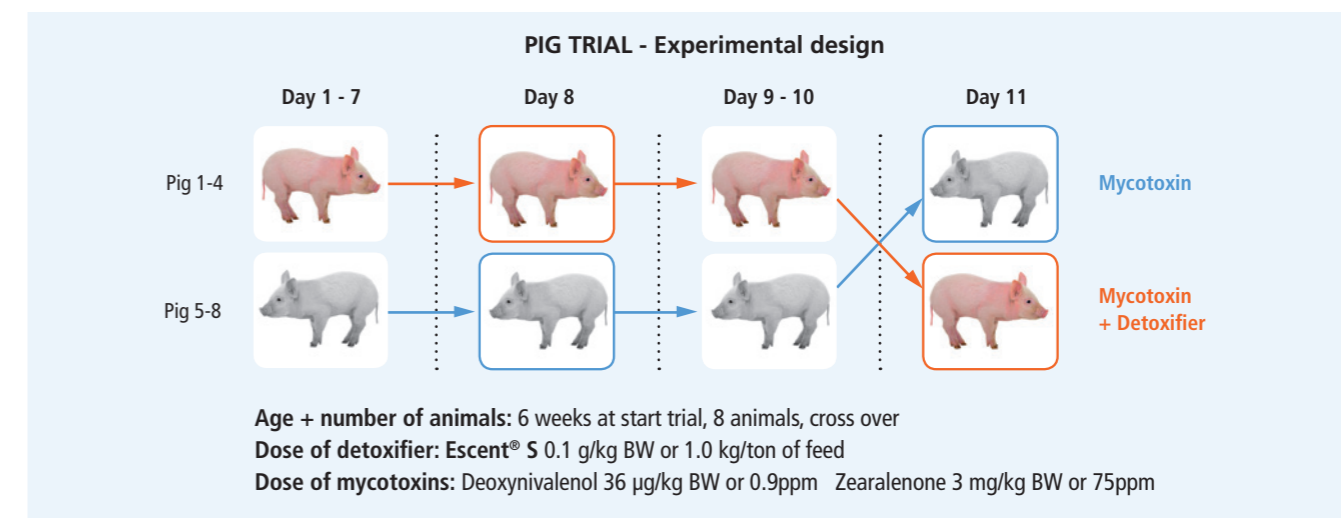 PIG TRIAL - Experimental design
Day 1 - 7
Day 8
Day 9 - 10
Day 11
Pig 1-4
Mycotoxin
Pig 5-8
Mycotoxin
+ Detoxifier
Age + number of animals: 6 weeks at start trial, 8 animals, cross over
Dose of detoxifier: Escent® S 0.1 g/kg BW or 1.0 kg/ton of feed
Dose of mycotoxins: Deoxynivalenol 36 µg/kg BW or 0.9ppm Zearalenone 3 mg/kg BW or 75ppm